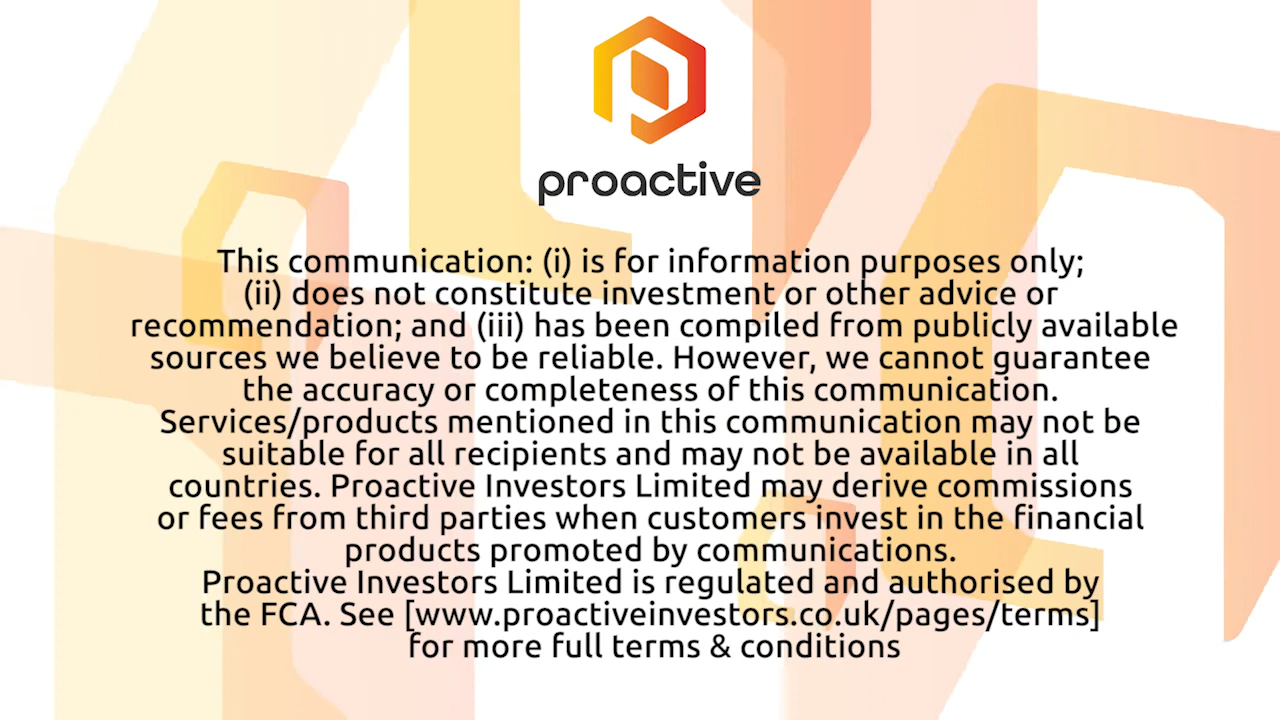 proactive
This communication: (i) is for information purposes only;
(ii) does not constitute investment or other advice or
recommendation; and (iii) has been compiled from publicly available
sources we believe to be reliable. However, we cannot guarantee
the accuracy or completeness of this communication.
Services/products mentioned in this communication may not be
suitable for all recipients and may not be available in all
countries. Proactive Investors Limited may derive commissions
or fees from third parties when customers invest in the financial
products promoted by communications.
Proactive Investors Limited is regulated and authorised by
the FCA. See [www.proactiveinvestors.co.uk/pages/terms]
for more full terms & conditions